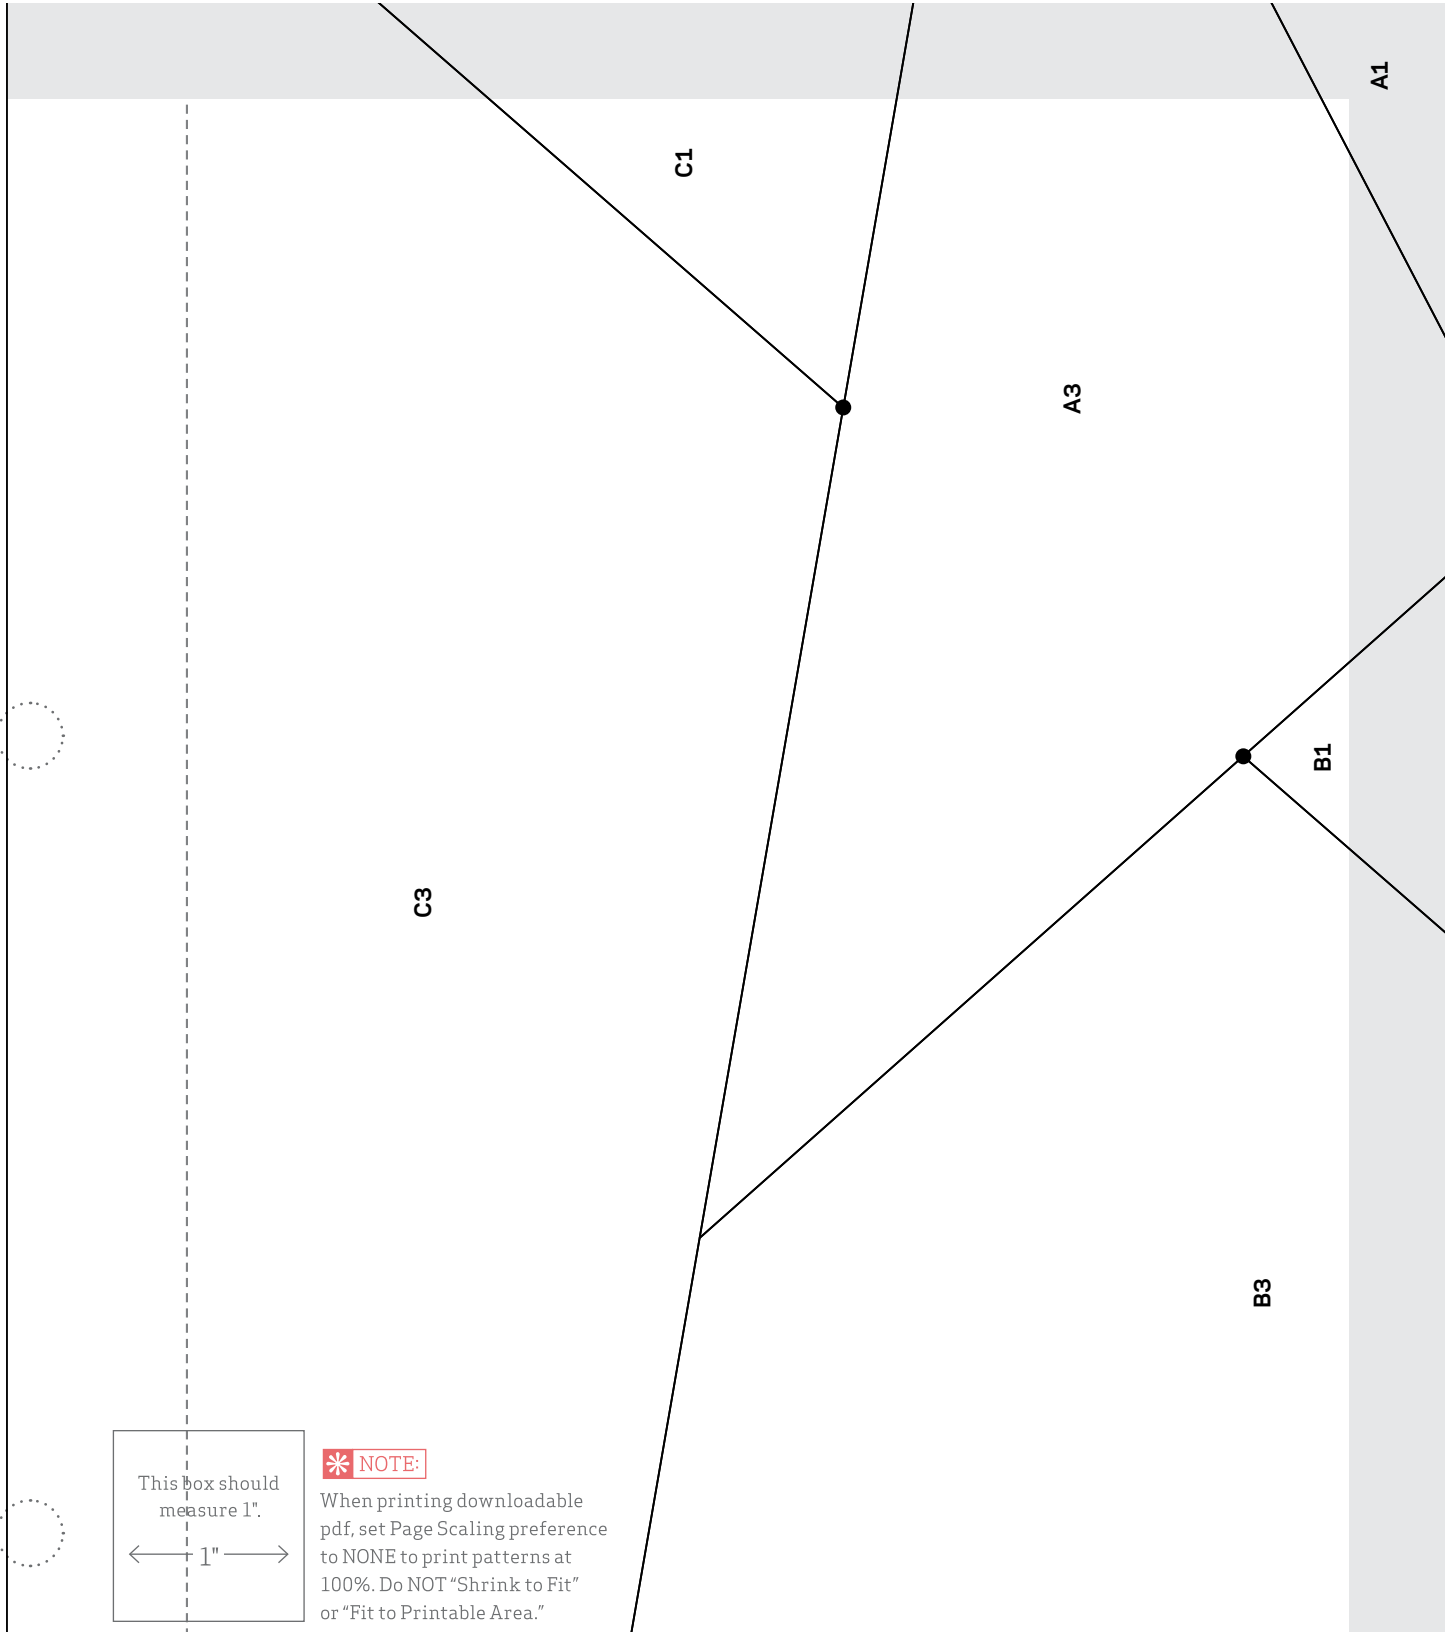 A1
C1
A3
B1
C3
B3
This box should
measure 1".
1"
NOTE:
When printing downloadable
pdf, set Page Scaling preference
to NONE to print patterns at
100%. Do NOT “Shrink to Fit”
or “Fit to Printable Area.”